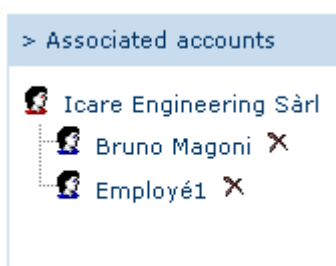 > Associated accounts
Icare Engineering Sàrl
Bruno Magoni
Employé1